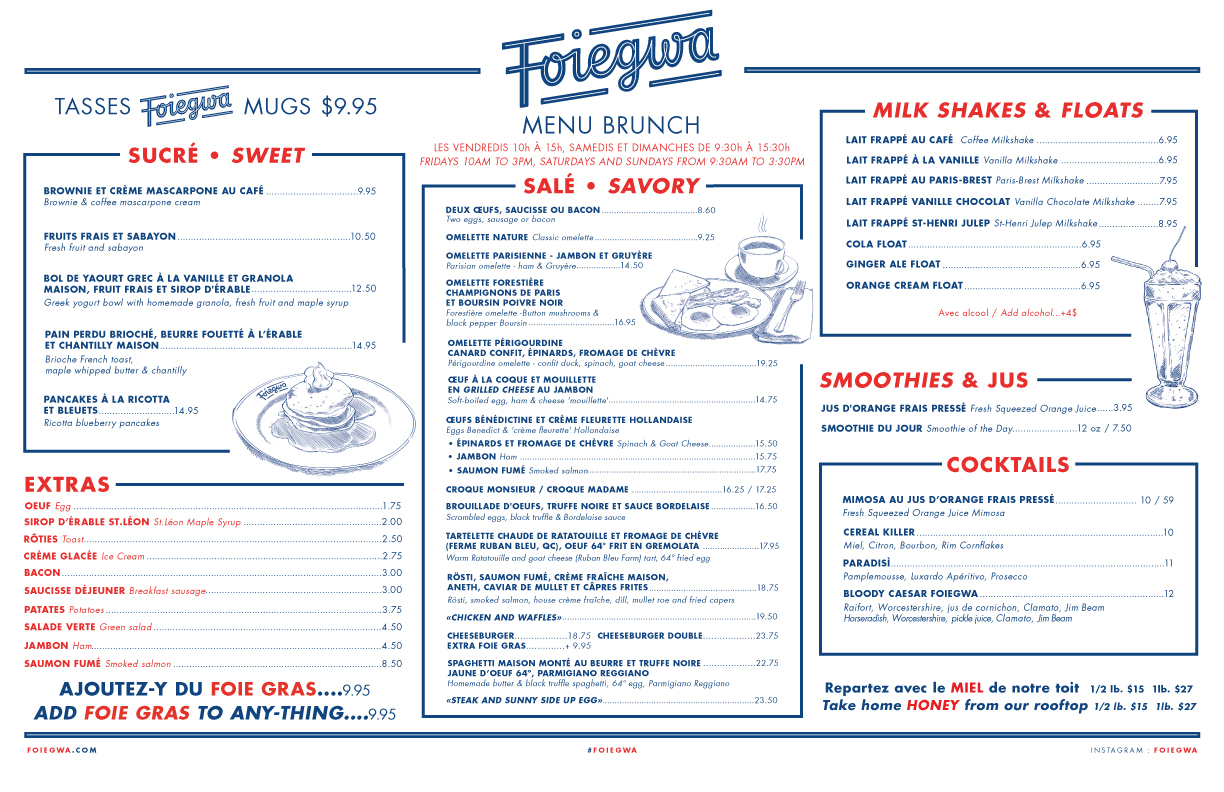 Foiegwa
TASSES Foiegwa MUGS $9.95
SUCRÉ • SWEET
BROWNIE ET CRÈME MASCARPONE AU CAFÉ ........9.95
Brownie & coffee mascarpone cream
FRUITS FRAIS ET SABAYON........10.50
Fresh fruit and sabayon
BOL DE YAOURT GREC À LA VANILLE ET GRANOLA
MAISON, FRUIT FRAIS ET SIROP D'ÉRABLE........12.50
Greek yogurt bowl with homemade granola, fresh fruit and maple syrup
PAIN PERDU BRIOCHÉ, BEURRE FOUETTÉ À L'ÉRABLE
ET CHANTILLY MAISON........14.95
Brioche French toast,
maple whipped butter & chantilly
PANCAKES À LA RICOTTA
ET BLEUETS........14.95
Ricotta blueberry pancakes
Foiegwa
EXTRAS
OEUF Egg........1.75
SIROP D'ÉRABLE ST.LÉON St.Léon Maple Syrup ........2.00
RÔTIES Toast........2.50
CRÈME GLACÉE Ice Cream ........2.75
BACON........3.00
SAUCISSE DÉJEUNER Breakfast sausage........3.00
PATATES Potatoes........3.75
SALADE VERTE Green salad ........4.50
JAMBON Ham........4.50
SAUMON FUMÉ Smoked salmon ........8.50
AJOUTEZ-Y DU FOIE GRAS....9.95
ADD FOIE GRAS TO ANY-THING....9.95
MENU BRUNCH
LES VENDREDIS 10h À 15h, SAMEDIS ET DIMANCHES DE 9:30h À 15:30h
FRIDAYS 10AM TO 3PM, SATURDAYS AND SUNDAYS FROM 9:30AM TO 3:30PM
SALÉ • SAVORY
DEUX ŒUFS, SAUCISSE OU BACON........8.60
Two eggs, sausage or bacon
OMELETTE NATURE Classic omelette........9.25
OMELETTE PARISIENNE - JAMBON ET GRUYÈRE
Parisian omelette - ham & Gruyère........14.50
OMELETTE FORESTIÈRE
CHAMPIGNONS DE PARIS
ET BOURSIN POIVRE NOIR
Forestière omelette -Button mushrooms &
black pepper Boursin ........16.95
OMELETTE PÉRIGOURDINE
CANARD CONFIT, ÉPINARDS, FROMAGE DE CHÈVRE
Périgourdine omelette - confit duck, spinach, goat cheese........19.25
ŒUF À LA COQUE ET MOUILLETTE
EN GRILLED CHEESE AU JAMBON
Soft-boiled egg, ham & cheese 'mouillette'........14.75
ŒUFS BÉNÉDICTINE ET CRÈME FLEURETTE HOLLANDAISE
Eggs Benedict & 'crème fleurette' Hollandaise
• ÉPINARDS ET FROMAGE DE CHÈVRE Spinach & Goat Cheese........15.50
• JAMBON Ham ........15.75
• SAUMON FUMÉ Smoked salmon........17.75
CROQUE MONSIEUR / CROQUE MADAME ........16.25 / 17.25
BROUILLADE D'OEUFS, TRUFFE NOIRE ET SAUCE BORDELAISE........16.50
Scrambled eggs, black truffle & Bordelaise sauce
TARTELETTE CHAUDE DE RATATOUILLE ET FROMAGE DE CHÈVRE
(FERME RUBAN BLEU, QC), OEUF 64° FRIT EN GREMOLATA ........17.95
Warm Ratatouille and goat cheese (Ruban Bleu Farm) tart, 64° fried egg
RÖSTI, SAUMON FUMÉ, CRÈME FRAÎCHE MAISON,
ANETH, CAVIAR DE MULLET ET CÂPRES FRITES........18.75
Rösti, smoked salmon, house crème fraîche, dill, mullet roe and fried capers
«CHICKEN AND WAFFLES»........19.50
CHEESEBURGER........18.75 CHEESEBURGER DOUBLE........23.75
EXTRA FOIE GRAS........+ 9.95
SPAGHETTI MAISON MONTÉ AU BEURRE ET TRUFFE NOIRE ........22.75
JAUNE D'OEUF 64°, PARMIGIANO REGGIANO
Homemade butter & black truffle spaghetti, 64° egg, Parmigiano Reggiano
«STEAK AND SUNNY SIDE UP EGG»........23.50
MILK SHAKES & FLOATS
LAIT FRAPPÉ AU CAFÉ Coffee Milkshake ........6.95
LAIT FRAPPÉ À LA VANILLE Vanilla Milkshake ........6.95
LAIT FRAPPÉ AU PARIS-BREST Paris-Brest Milkshake ........7.95
LAIT FRAPPÉ VANILLE CHOCOLAT Vanilla Chocolate Milkshake ........7.95
LAIT FRAPPÉ ST-HENRI JULEP St-Henri Julep Milkshake........8.95
COLA FLOAT........6.95
GINGER ALE FLOAT........6.95
ORANGE CREAM FLOAT........6.95
Avec alcool / Add alcohol...+4$
SMOOTHIES & JUS
JUS D'ORANGE FRAIS PRESSÉ Fresh Squeezed Orange Juice......3.95
SMOOTHIE DU JOUR Smoothie of the Day........12 oz / 7.50
COCKTAILS
MIMOSA AU JUS D'ORANGE FRAIS PRESSÉ........ 10 / 59
Fresh Squeezed Orange Juice Mimosa
CEREAL KILLER........10
Miel, Citron, Bourbon, Rim Cornflakes
PARADISÌ........11
Pamplemousse, Luxardo Apéritivo, Prosecco
BLOODY CAESAR FOIEGWA........12
Raifort, Worcestershire, jus de cornichon, Clamato, Jim Beam
Horseradish, Worcestershire, pickle juice, Clamato, Jim Beam
Repartez avec le MIEL de notre toit 1/2 lb. $15 1lb. $27
Take home HONEY from our rooftop 1/2 lb. $15 1lb. $27
FOIEGWA.COM
#FOIEGWA
INSTAGRAM : FOIEGWA